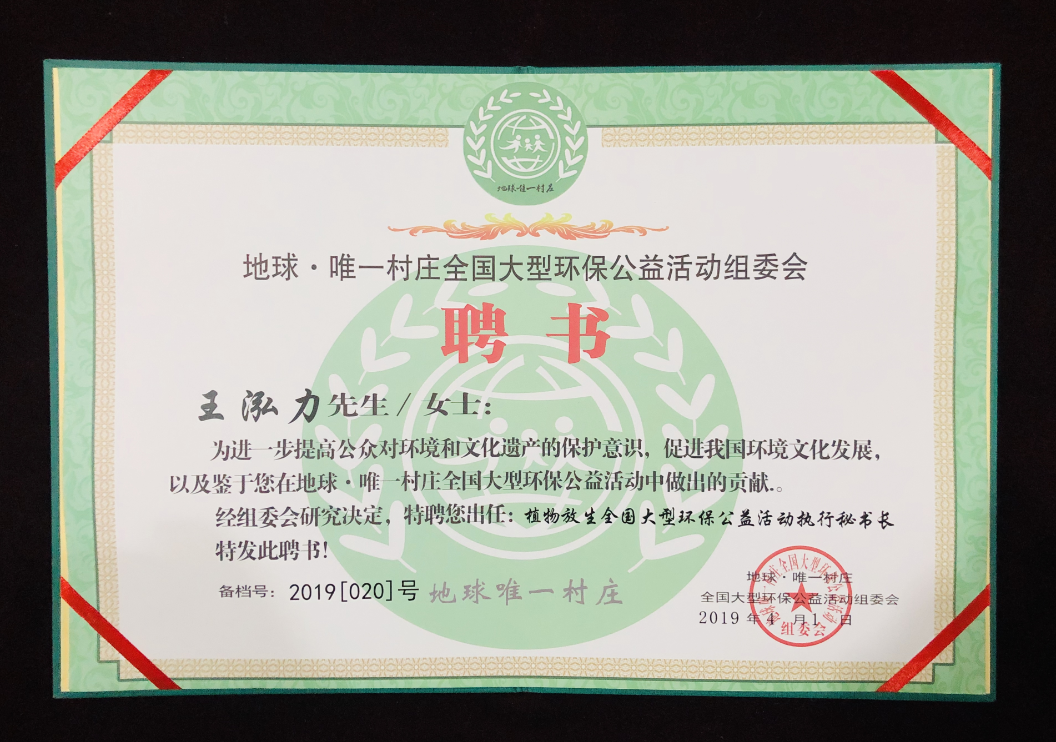 地球唯一村庄
地球·唯一村庄全国大型环保公益活动组委会
聘书
王泓力先生/女士：
为进一步提高公众对环境和文化遗产的保护意识，促进我国环境文化发展，
以及鉴于您在地球·唯一村庄全国大型环保公益活动中做出的贡献.。
经组委会研究决定，特聘您出任：植物放生全国大型环保公益活动执行秘书长
特发此聘书！
备档号：2019[020]号 地球唯一村庄
地球·唯一村庄
全国大型环保公益活动组委会
2019年4月1日
组委会